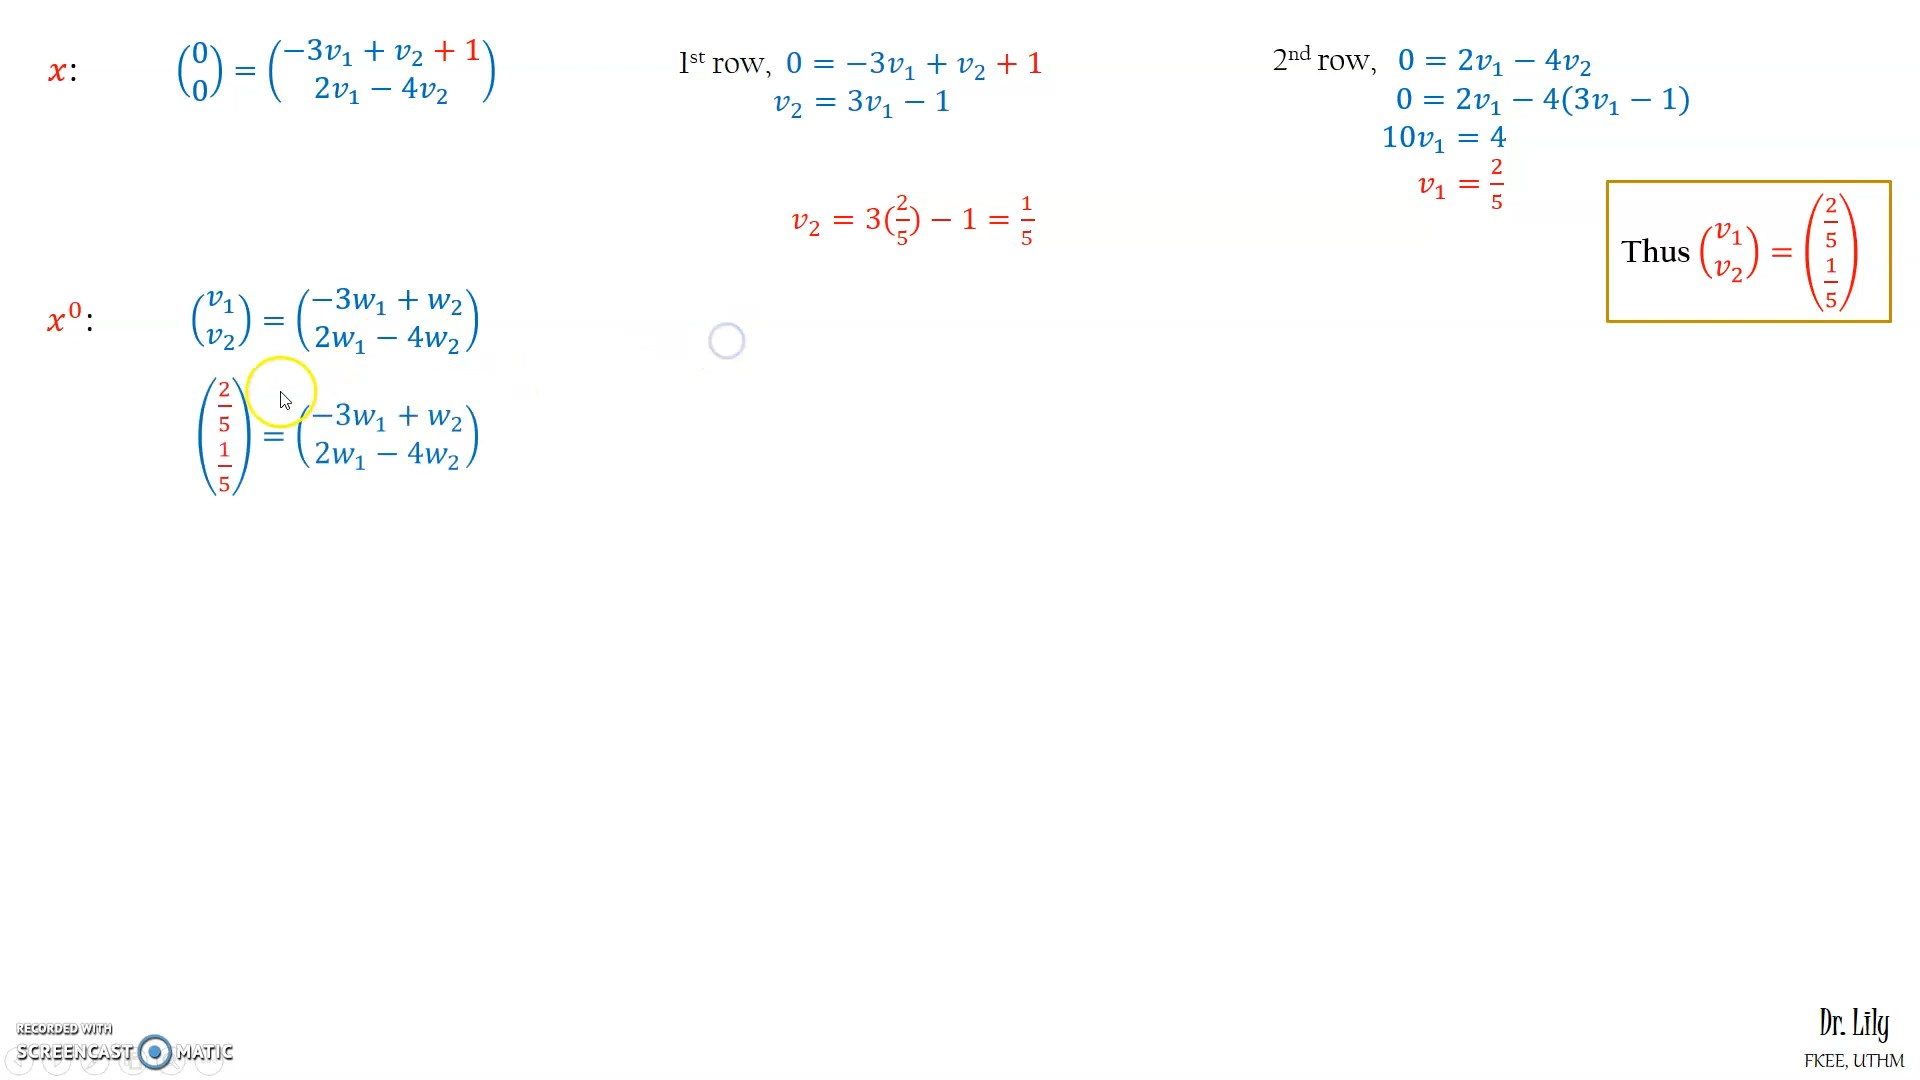 x: (0 0) = (−3v₁ + v₂ + 1 2v₁ − 4v₂)
1st row, 0 = −3v₁ + v₂ + 1
v₂ = 3v₁ − 1
v₂ = 3(2/5) − 1 = 1/5
2nd row, 0 = 2v₁ − 4v₂
0 = 2v₁ − 4(3v₁ − 1)
10v₁ = 4
v₁ = 2/5
Thus (v₁ v₂) = (2/5 1/5)
x⁰: (v₁ v₂) = (−3w₁ + w₂ 2w₁ − 4w₂)
(2/5 1/5) = (−3w₁ + w₂ 2w₁ − 4w₂)
RECORDED WITH
SCREENCAST MATIC
Dr. Lily
FKEE, UTHM